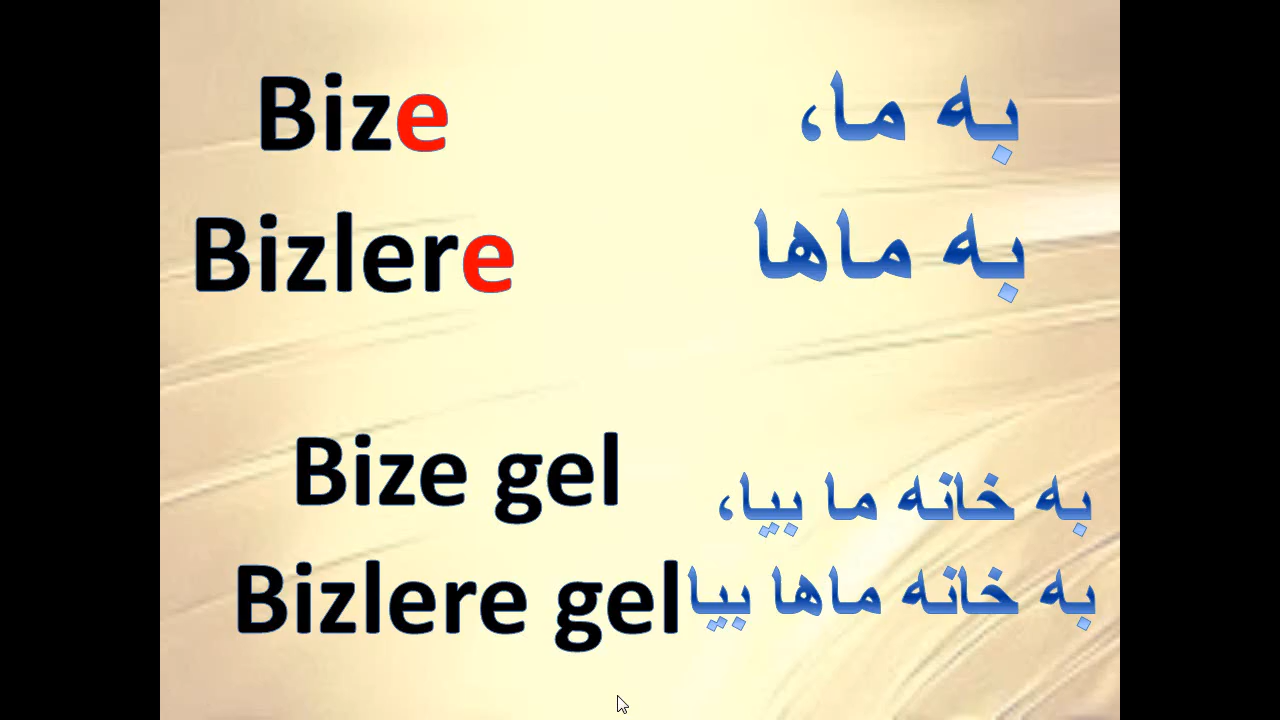 Bize
به ما،
Bizlere
به ماها
Bize gel
به خانه ما بیا،
Bizlere gel
به خانه ماها بیا